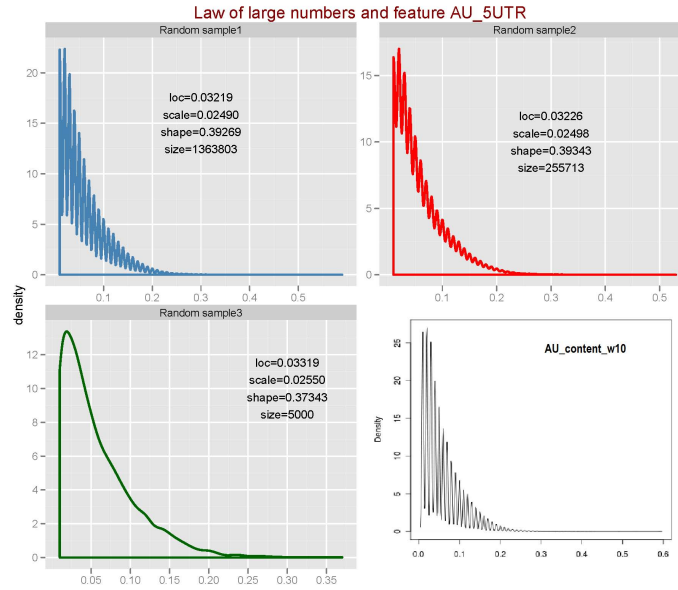 Law of large numbers and feature AU_5UTR
Random sample1
Random sample2
density
20
15
10
5
0
loc=0.03219
scale=0.02490
shape=0.39269
size=1363803
0.1 0.2 0.3 0.4 0.5
15
10
5
0
loc=0.03226
scale=0.02498
shape=0.39343
size=255713
0.1 0.2 0.3 0.4 0.5
Random sample3
12
10
8
6
4
2
0
loc=0.03319
scale=0.02550
shape=0.37343
size=5000
0.05 0.10 0.15 0.20 0.25 0.30 0.35
AU_content_w10
Density
25
20
15
10
5
0
0.0 0.1 0.2 0.3 0.4 0.5 0.6